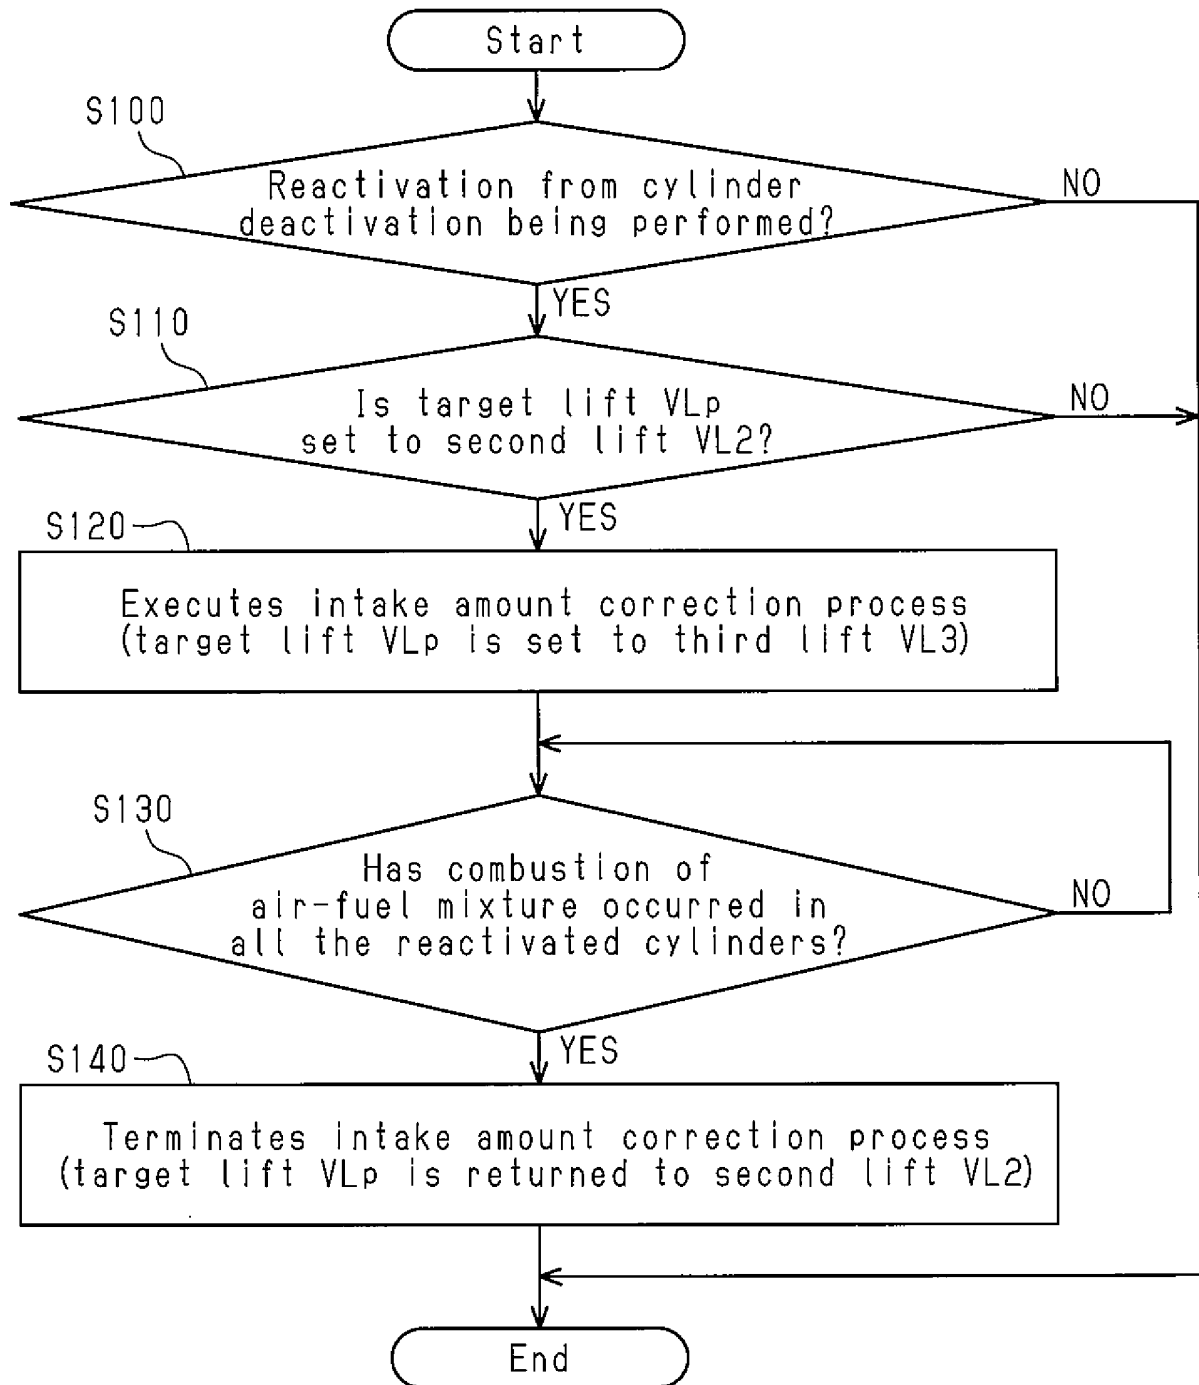 Start
S100
Reactivation from cylinder
deactivation being performed?
NO
YES
S110
Is target lift VLp
set to second lift VL2?
NO
YES
S120
Executes intake amount correction process
(target lift VLp is set to third lift VL3)
S130
Has combustion of
air-fuel mixture occurred in
all the reactivated cylinders?
NO
YES
S140
Terminates intake amount correction process
(target lift VLp is returned to second lift VL2)
End